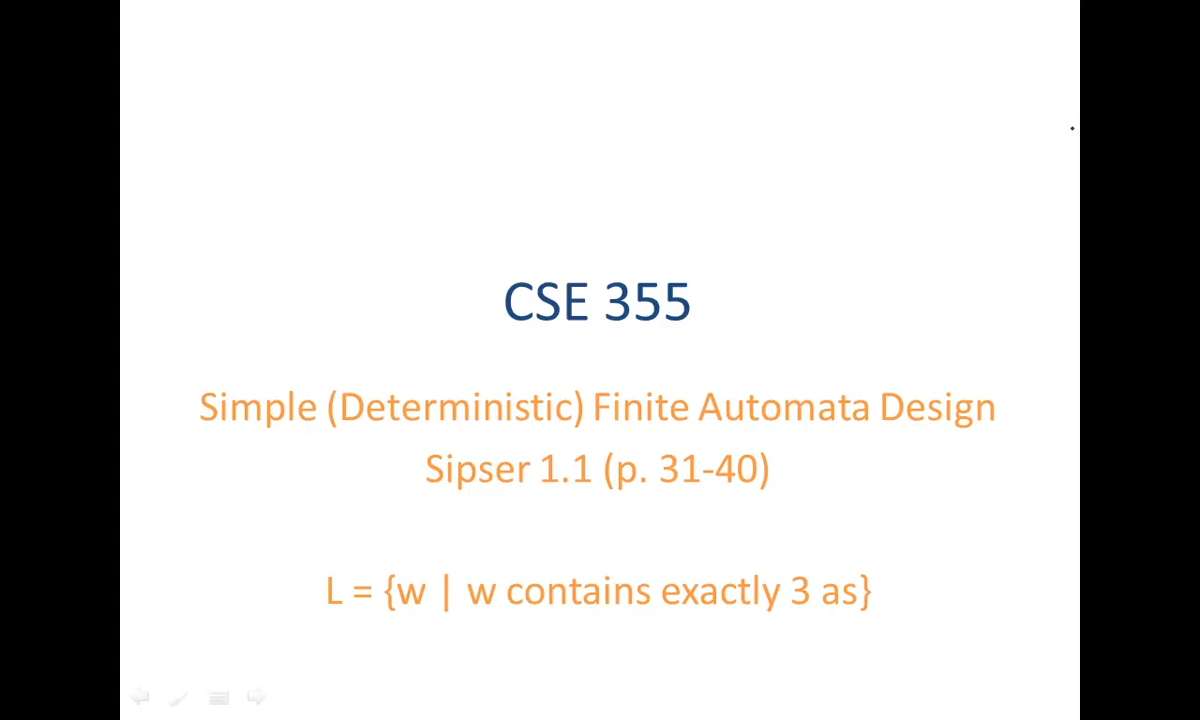 CSE 355
Simple (Deterministic) Finite Automata Design
Sipser 1.1 (p. 31-40)
L = {w | w contains exactly 3 as}